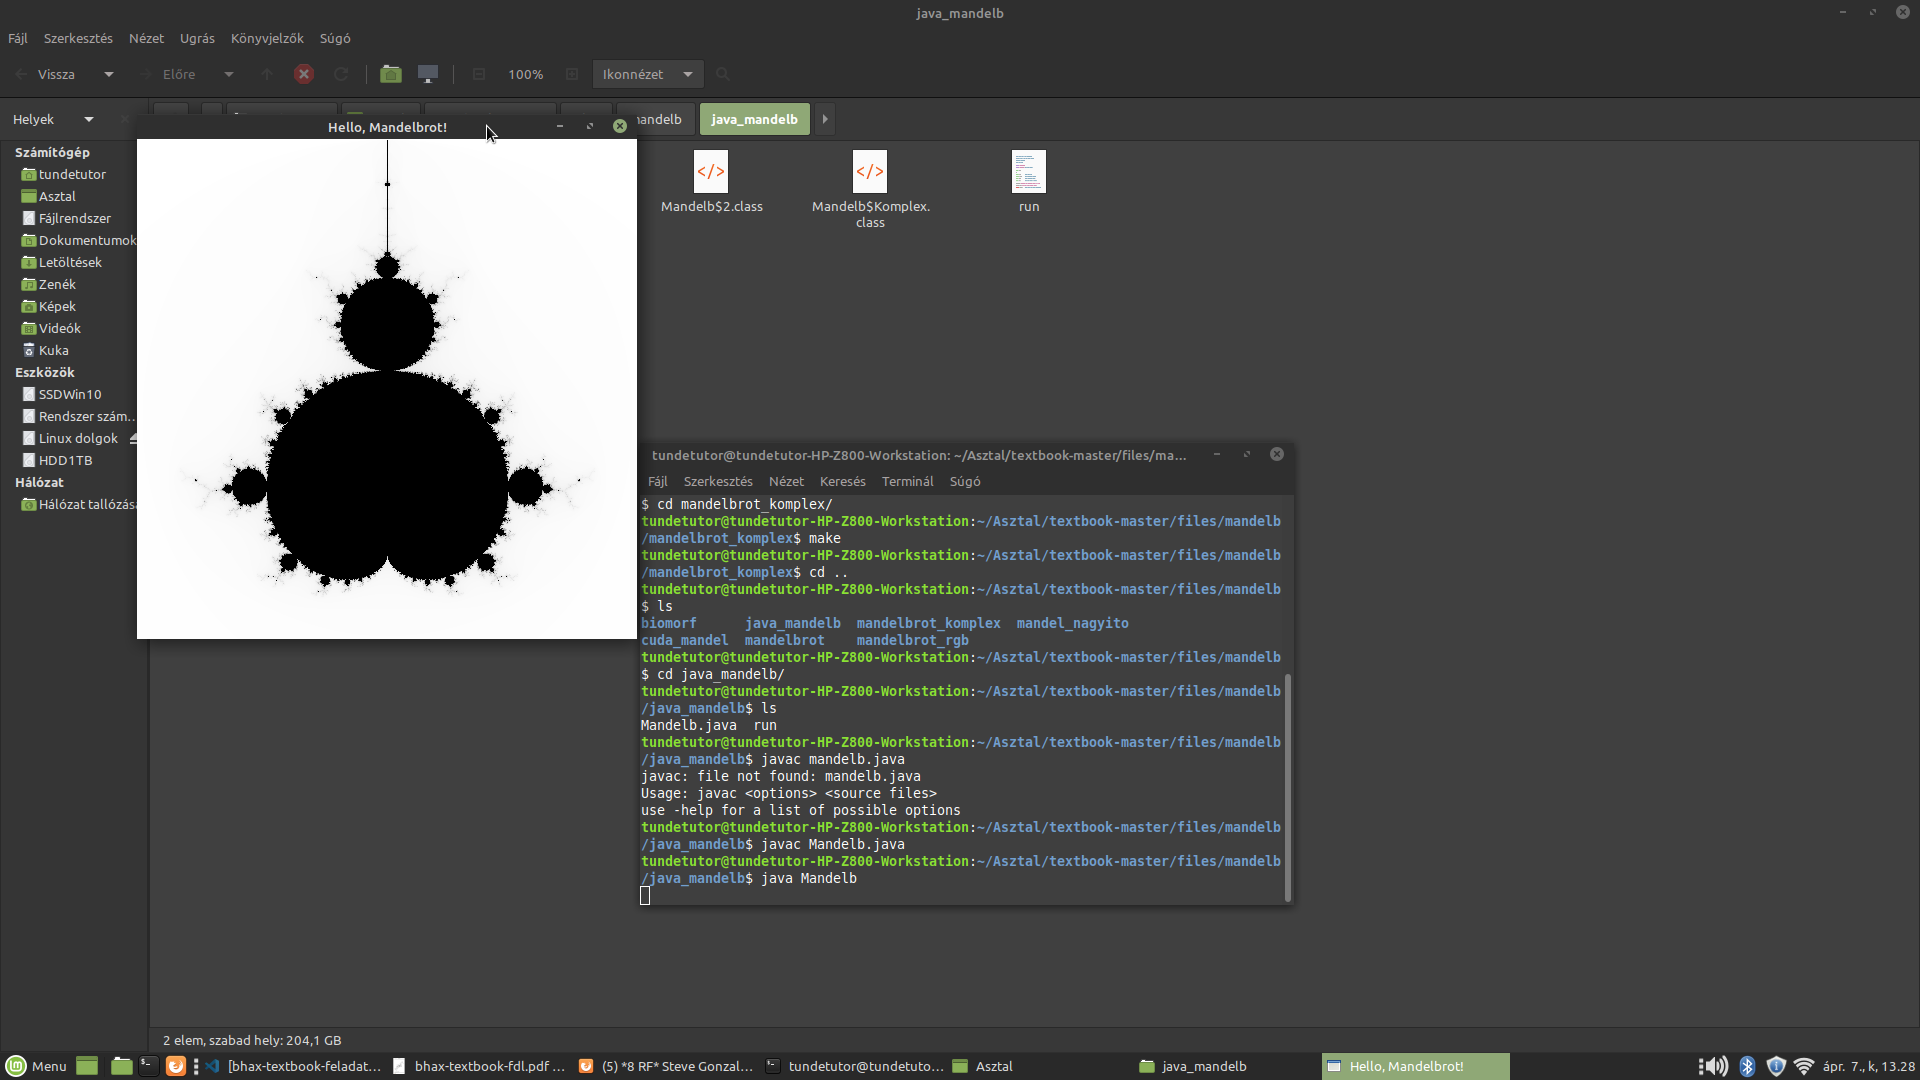 java_mandelb
Fájl Szerkesztés Nézet Ugrás Könyvjelzők Súgó
Vissza Előre 100% Ikonnézet
Helyek
java_mandelb
Hello, Mandelbrot!
Számítógép
tundetutor
Asztal
Fájlrendszer
Dokumentumok
Letöltések
Zenék
Képek
Videók
Kuka
Eszközök
SSDWin10
Rendszer szám...
Linux dolgok
HDD1TB
Hálózat
Hálózat tallózás
Mandelb$2.class
Mandelb$Komplex.
class
run
tundetutor@tundetutor-HP-Z800-Workstation: ~/Asztal/textbook-master/files/ma...
Fájl Szerkesztés Nézet Keresés Terminál Súgó
$ cd mandelbrot_komplex/
tundetutor@tundetutor-HP-Z800-Workstation:~/Asztal/textbook-master/files/mandelb
/mandelbrot_komplex$ make
tundetutor@tundetutor-HP-Z800-Workstation:~/Asztal/textbook-master/files/mandelb
/mandelbrot_komplex$ cd ..
tundetutor@tundetutor-HP-Z800-Workstation:~/Asztal/textbook-master/files/mandelb
$ ls
biomorf java_mandelb mandelbrot_komplex mandel_nagyito
cuda_mandel mandelbrot mandelbrot_rgb
tundetutor@tundetutor-HP-Z800-Workstation:~/Asztal/textbook-master/files/mandelb
$ cd java_mandelb/
tundetutor@tundetutor-HP-Z800-Workstation:~/Asztal/textbook-master/files/mandelb
/java_mandelb$ ls
Mandelb.java run
tundetutor@tundetutor-HP-Z800-Workstation:~/Asztal/textbook-master/files/mandelb
/java_mandelb$ javac mandelb.java
javac: file not found: mandelb.java
Usage: javac <options> <source files>
use -help for a list of possible options
tundetutor@tundetutor-HP-Z800-Workstation:~/Asztal/textbook-master/files/mandelb
/java_mandelb$ javac Mandelb.java
tundetutor@tundetutor-HP-Z800-Workstation:~/Asztal/textbook-master/files/mandelb
/java_mandelb$ java Mandelb
2 elem, szabad hely: 204,1 GB
Menu [bhax-textbook-feladat... bhax-textbook-fdl.pdf ... (5) *8 RF* Steve Gonzal... tundetutor@tundetuto... Asztal java_mandelb Hello, Mandelbrot! ápr. 7., k, 13.28